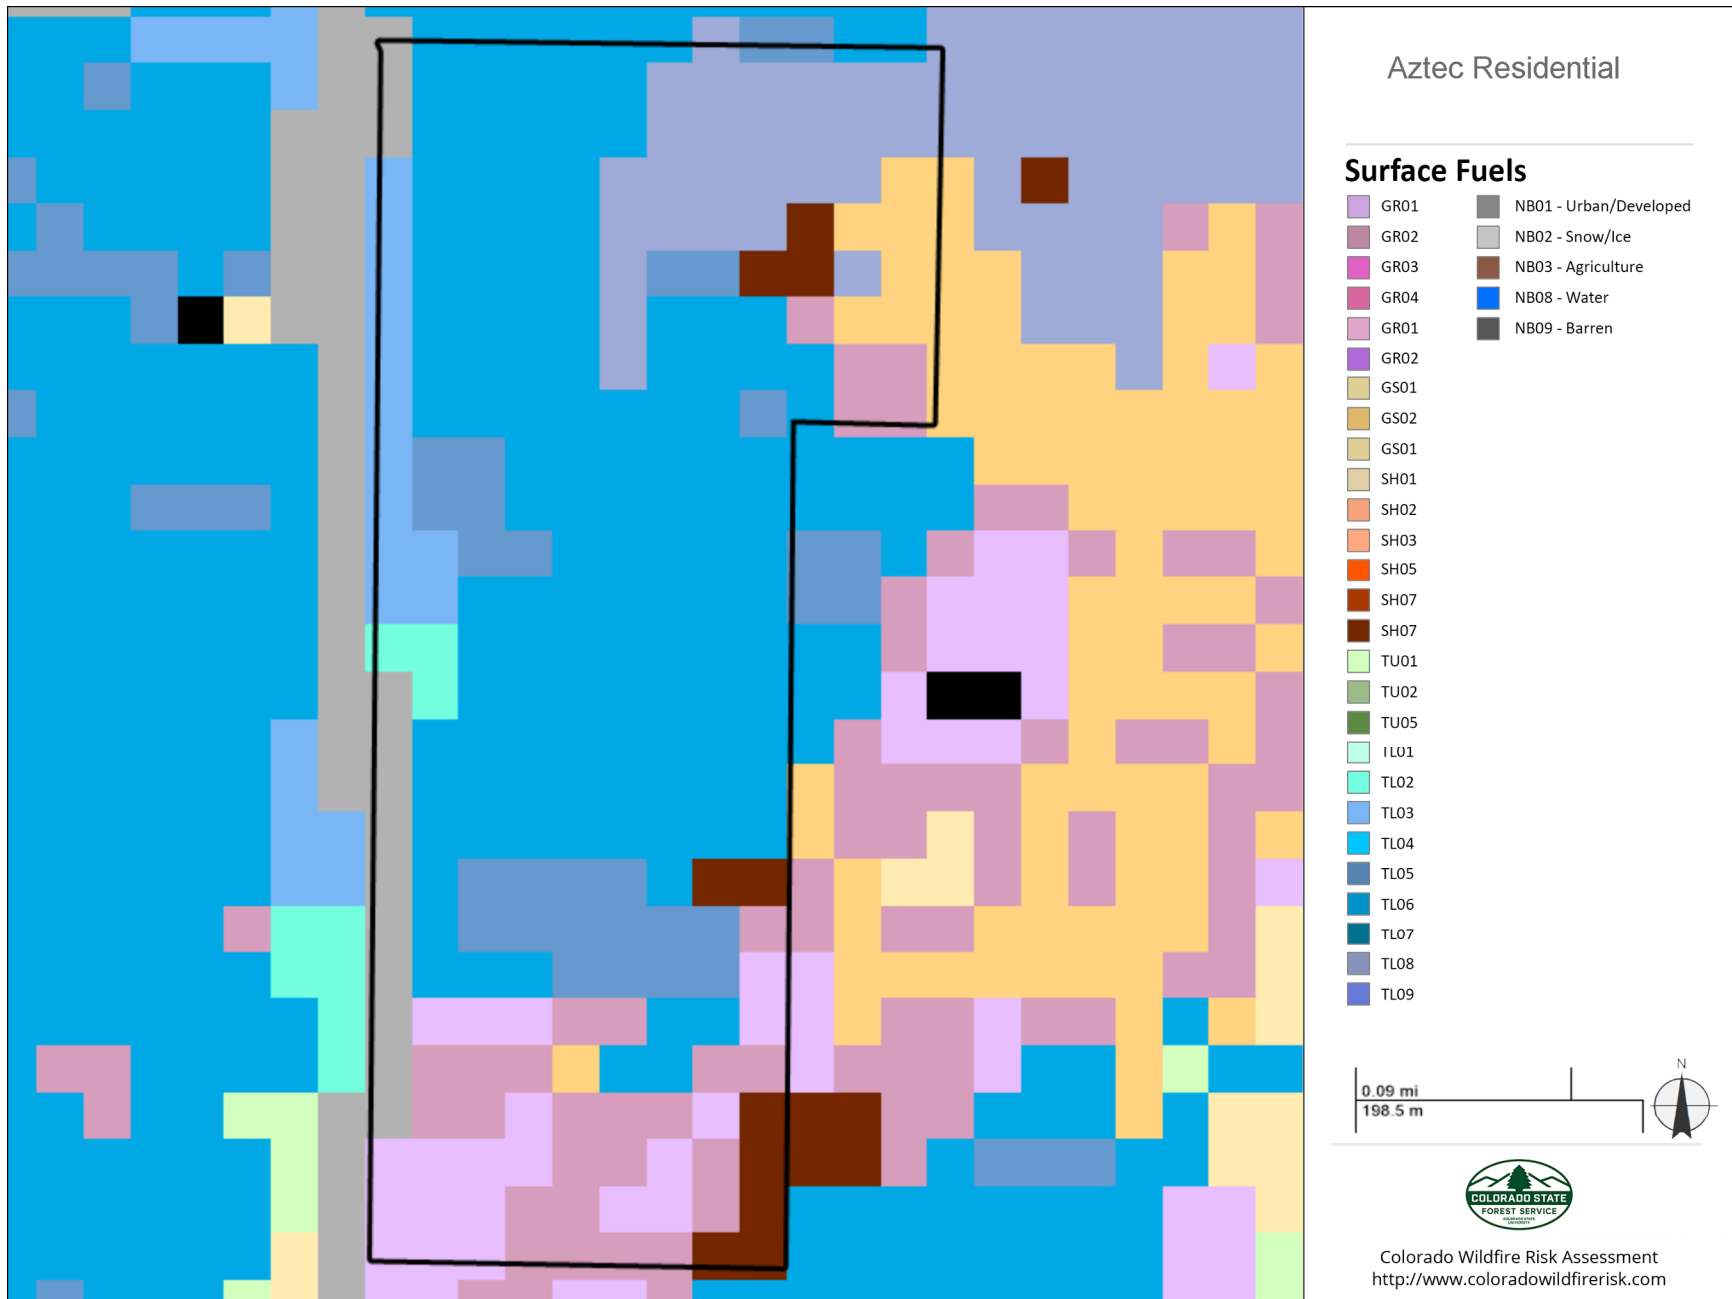 Aztec Residential
Surface Fuels
GR01
GR02
GR03
GR04
GR01
GR02
GS01
GS02
GS01
SH01
SH02
SH03
SH05
SH07
SH07
TU01
TU02
TU05
TL01
TL02
TL03
TL04
TL05
TL06
TL07
TL08
TL09
NB01 - Urban/Developed
NB02 - Snow/Ice
NB03 - Agriculture
NB08 - Water
NB09 - Barren
0.09 mi
198.5 m
N
COLORADO STATE
FOREST SERVICE
COLORADO STATE
UNIVERSITY
Colorado Wildfire Risk Assessment
http://www.coloradowildfirerisk.com